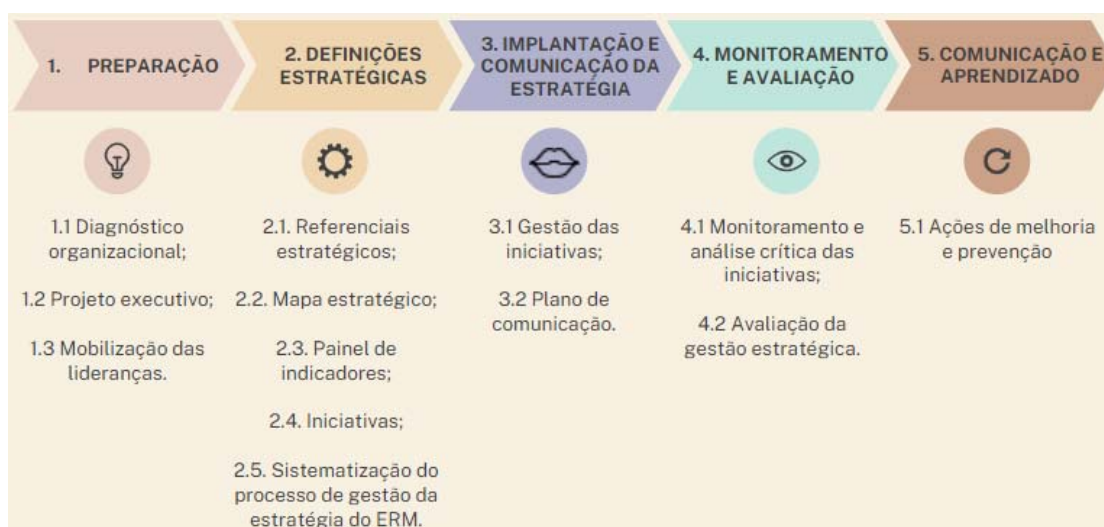 1. PREPARAÇÃO
2. DEFINIÇÕES
ESTRATÉGICAS
3. IMPLANTAÇÃO E
COMUNICAÇÃO DA
ESTRATÉGIA
4. MONITORAMENTO
E AVALIAÇÃO
5. COMUNICAÇÃO E
APRENDIZADO
1.1 Diagnóstico
organizacional;
1.2 Projeto executivo;
1.3 Mobilização das
lideranças.
2.1. Referenciais
estratégicos;
2.2. Mapa estratégico;
2.3. Painel de
indicadores;
2.4. Iniciativas;
2.5. Sistematização do
processo de gestão da
estratégia do ERM.
3.1 Gestão das
iniciativas;
3.2 Plano de
comunicação.
4.1 Monitoramento e
análise crítica das
iniciativas;
4.2 Avaliação da
gestão estratégica.
5.1 Ações de melhoria
e prevenção